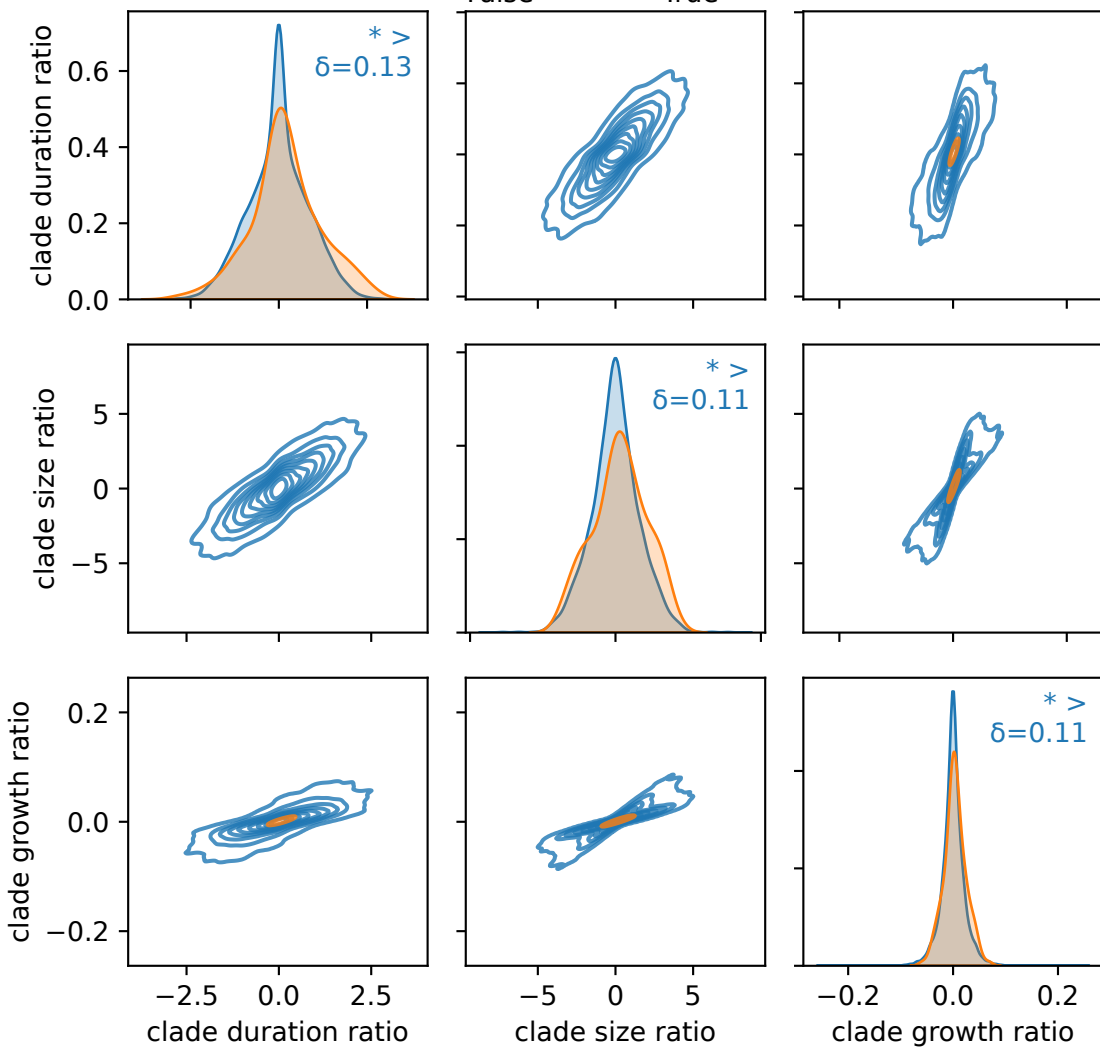 clade duration ratio
0.6
0.4
0.2
0.0
* >
δ=0.13
clade size ratio
5
0
−5
* >
δ=0.11
clade growth ratio
0.2
0.0
−0.2
* >
δ=0.11
−2.5 0.0 2.5
−5 0 5
−0.2 0.0 0.2
clade duration ratio
clade size ratio
clade growth ratio